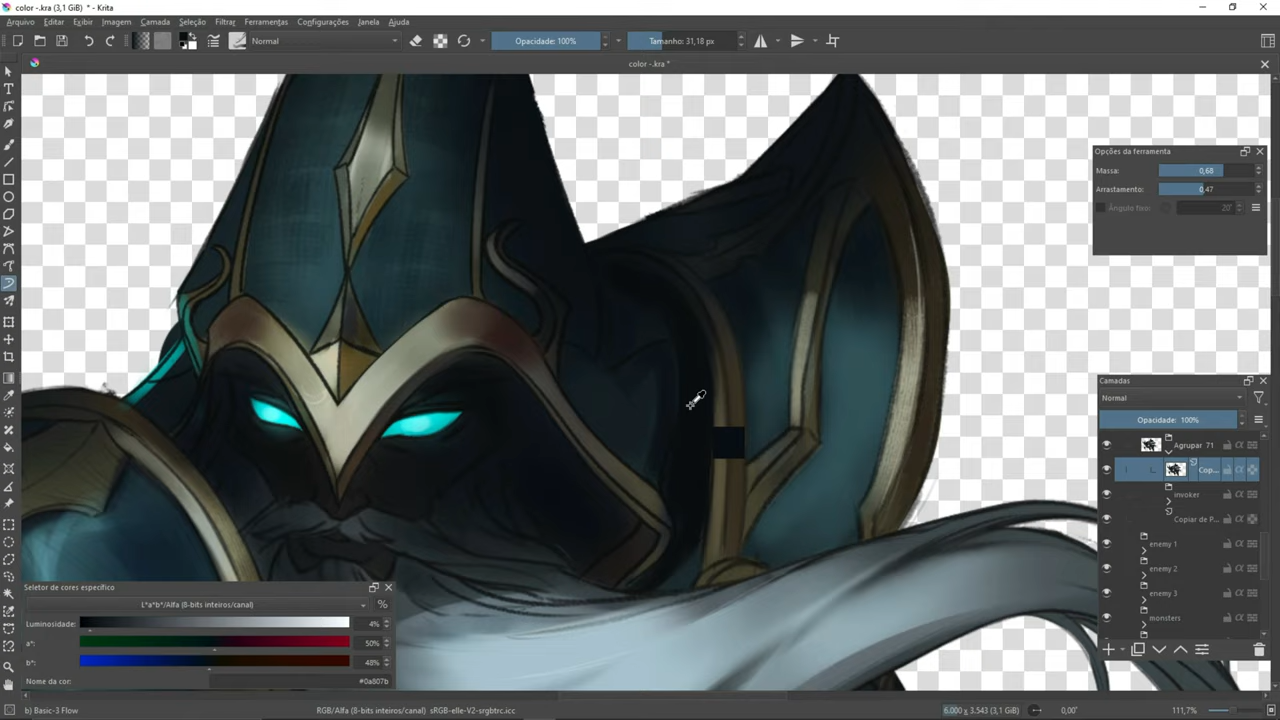 color -.kra (3,1 GiB) * - Krita
Arquivo Editar Exibir Imagem Camada Seleção Filtrar Ferramentas Configurações Janela Ajuda
Normal Opacidade: 100% Tamanho: 31,18 px
color -.kra *
Opções da ferramenta
Massa: 0,68
Arrastamento: 0,47
Ângulo fixo: 20°
Camadas
Normal
Opacidade: 100%
Agrupar 71
Cop...
invoker
Copiar de P...
enemy 1
enemy 2
enemy 3
monsters
Seletor de cores específico
L*a*b*/Alfa (8-bits inteiros/canal) %
Luminosidade: 4%
a*: 50%
b*: 48%
Nome da cor: #0a807b
b) Basic-3 Flow RGB/Alfa (8-bits inteiros/canal) sRGB-elle-V2-srgbtrc.icc 6.000 x 3.543 (3,1 GiB) 0,00° 111,7%